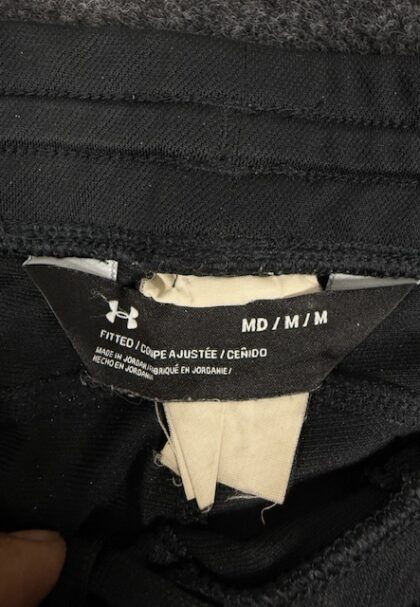 MD / M / M
FITTED / COUPE AJUSTÉE / CEÑIDO
MADE IN JORDAN / FABRIQUÉ EN JORDANIE /
HECHO EN JORDANIA